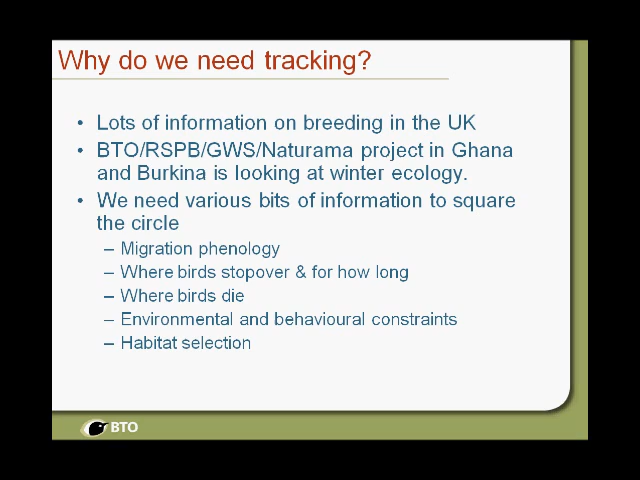 Why do we need tracking?
• Lots of information on breeding in the UK
• BTO/RSPB/GWS/Naturama project in Ghana
and Burkina is looking at winter ecology.
• We need various bits of information to square
the circle
– Migration phenology
– Where birds stopover & for how long
– Where birds die
– Environmental and behavioural constraints
– Habitat selection
BTO